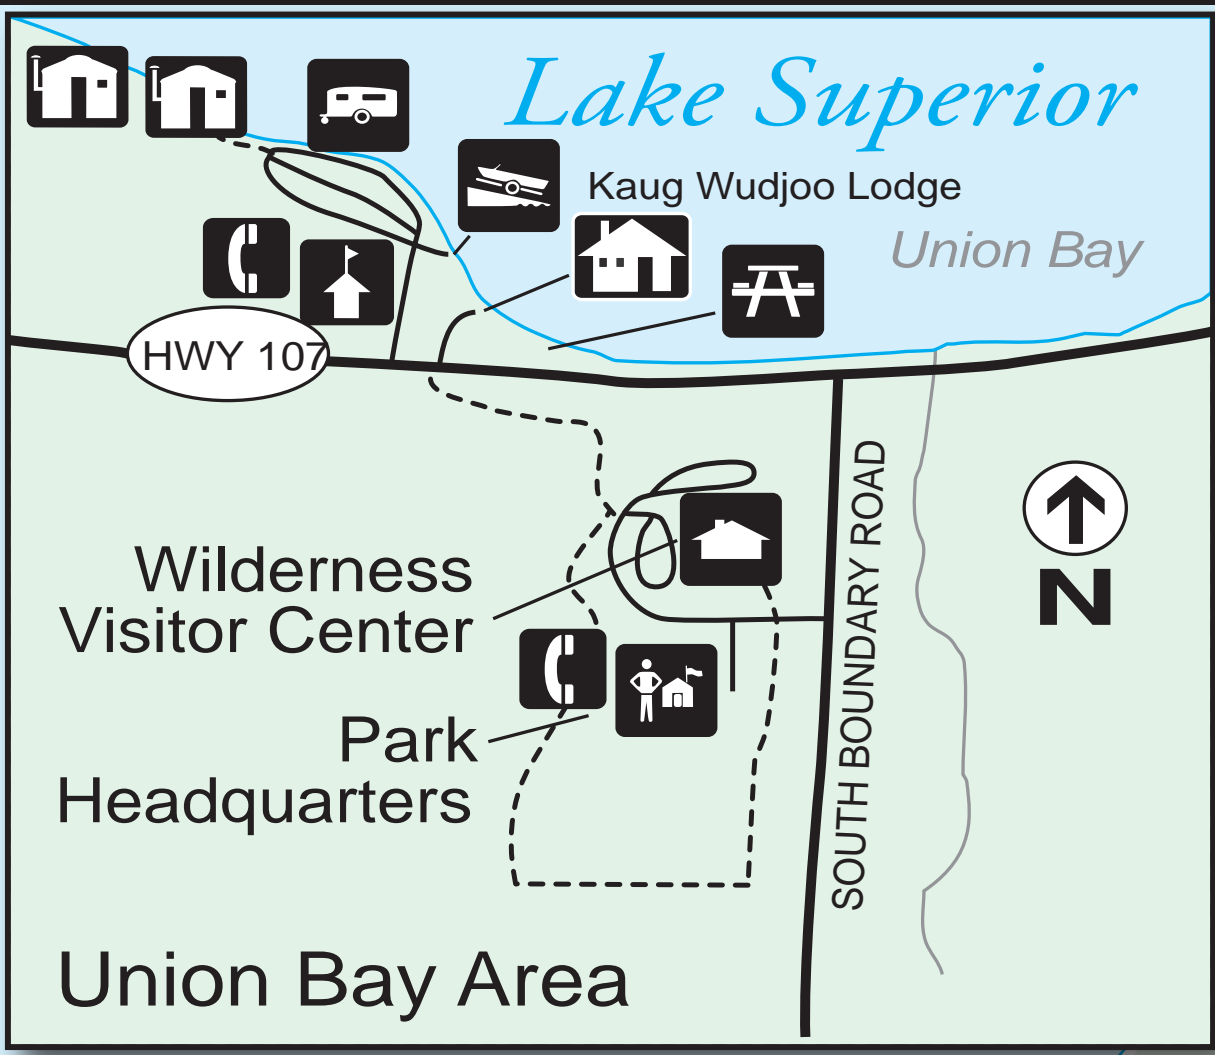 Lake Superior
Kaug Wudjoo Lodge
Union Bay
HWY 107
SOUTH BOUNDARY ROAD
Wilderness
Visitor Center
N
Park
Headquarters
Union Bay Area